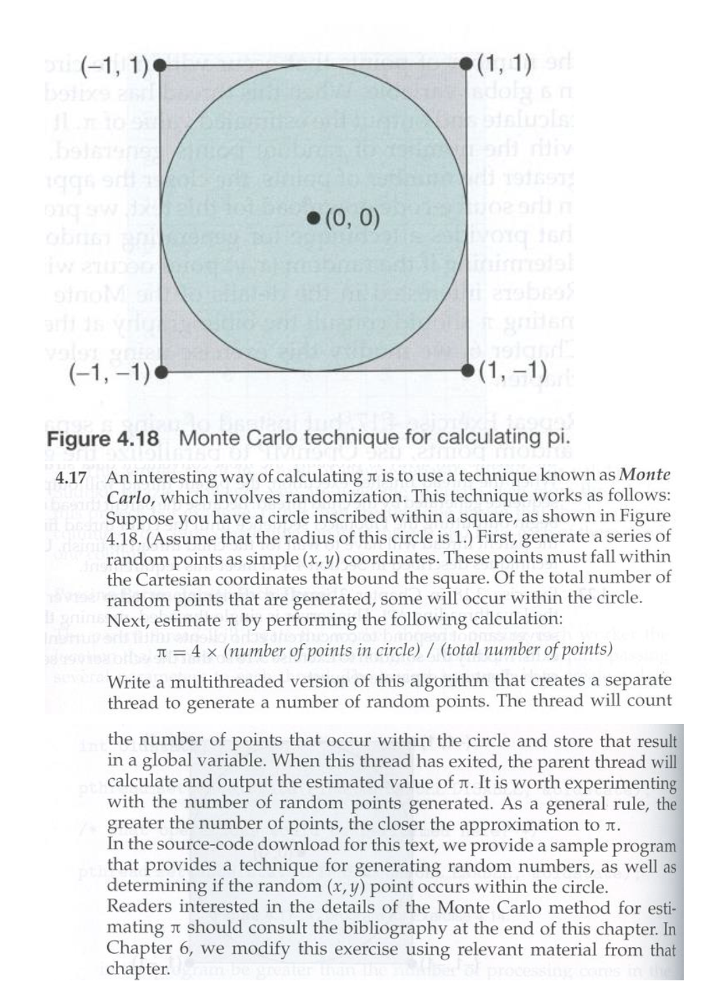 (−1, 1)
(1, 1)
(0, 0)
(−1, −1)
(1, −1)
Figure 4.18 Monte Carlo technique for calculating pi.
4.17 An interesting way of calculating π is to use a technique known as Monte
Carlo, which involves randomization. This technique works as follows:
Suppose you have a circle inscribed within a square, as shown in Figure
4.18. (Assume that the radius of this circle is 1.) First, generate a series of
random points as simple (x, y) coordinates. These points must fall within
the Cartesian coordinates that bound the square. Of the total number of
random points that are generated, some will occur within the circle.
Next, estimate π by performing the following calculation:
π = 4 × (number of points in circle) / (total number of points)
Write a multithreaded version of this algorithm that creates a separate
thread to generate a number of random points. The thread will count
the number of points that occur within the circle and store that result
in a global variable. When this thread has exited, the parent thread will
calculate and output the estimated value of π. It is worth experimenting
with the number of random points generated. As a general rule, the
greater the number of points, the closer the approximation to π.
In the source-code download for this text, we provide a sample program
that provides a technique for generating random numbers, as well as
determining if the random (x, y) point occurs within the circle.
Readers interested in the details of the Monte Carlo method for esti-
mating π should consult the bibliography at the end of this chapter. In
Chapter 6, we modify this exercise using relevant material from that
chapter.